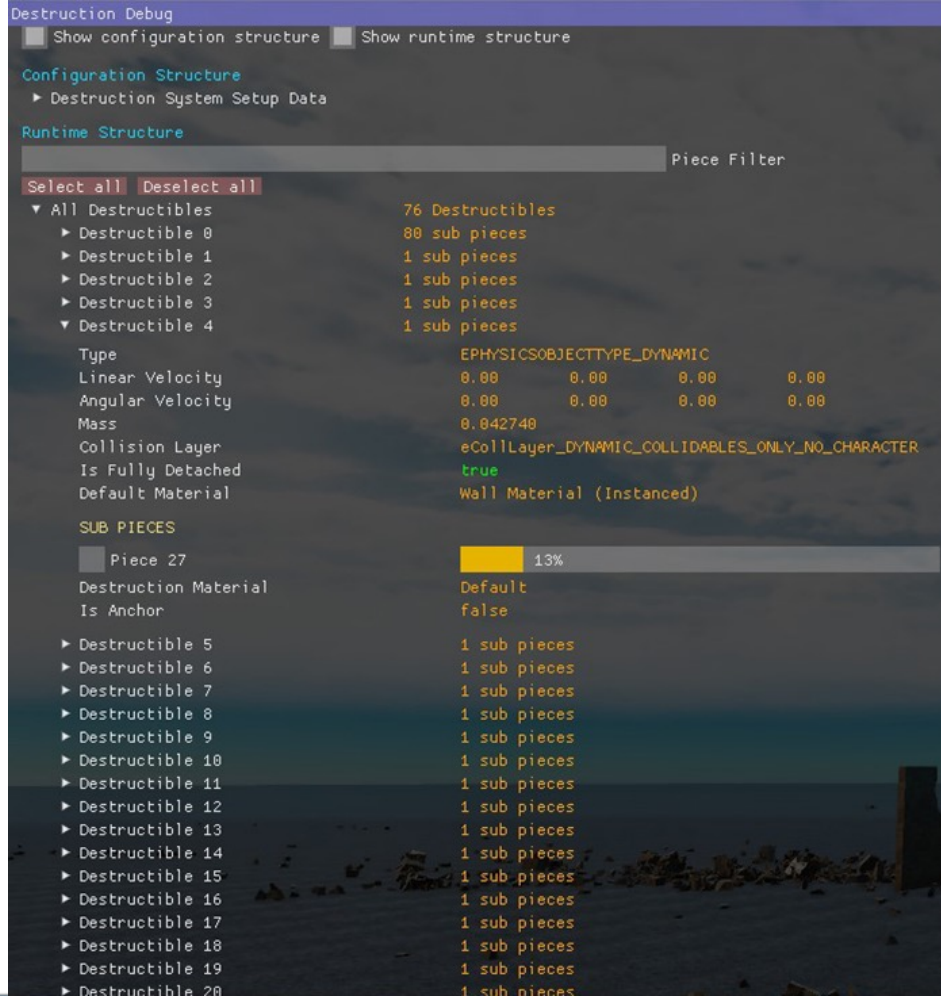 Destruction Debug
Show configuration structure Show runtime structure
Configuration Structure
Destruction System Setup Data
Runtime Structure
Piece Filter
Select all Deselect all
All Destructibles 76 Destructibles
Destructible 0 80 sub pieces
Destructible 1 1 sub pieces
Destructible 2 1 sub pieces
Destructible 3 1 sub pieces
Destructible 4 1 sub pieces
Type EPHYSICSOBJECTTYPE_DYNAMIC
Linear Velocity 0.00 0.00 0.00 0.00
Angular Velocity 0.00 0.00 0.00 0.00
Mass 0.042740
Collision Layer eCollLayer_DYNAMIC_COLLIDABLES_ONLY_NO_CHARACTER
Is Fully Detached true
Default Material Wall Material (Instanced)
SUB PIECES
Piece 27 13%
Destruction Material Default
Is Anchor false
Destructible 5 1 sub pieces
Destructible 6 1 sub pieces
Destructible 7 1 sub pieces
Destructible 8 1 sub pieces
Destructible 9 1 sub pieces
Destructible 10 1 sub pieces
Destructible 11 1 sub pieces
Destructible 12 1 sub pieces
Destructible 13 1 sub pieces
Destructible 14 1 sub pieces
Destructible 15 1 sub pieces
Destructible 16 1 sub pieces
Destructible 17 1 sub pieces
Destructible 18 1 sub pieces
Destructible 19 1 sub pieces
Destructible 20 1 sub pieces